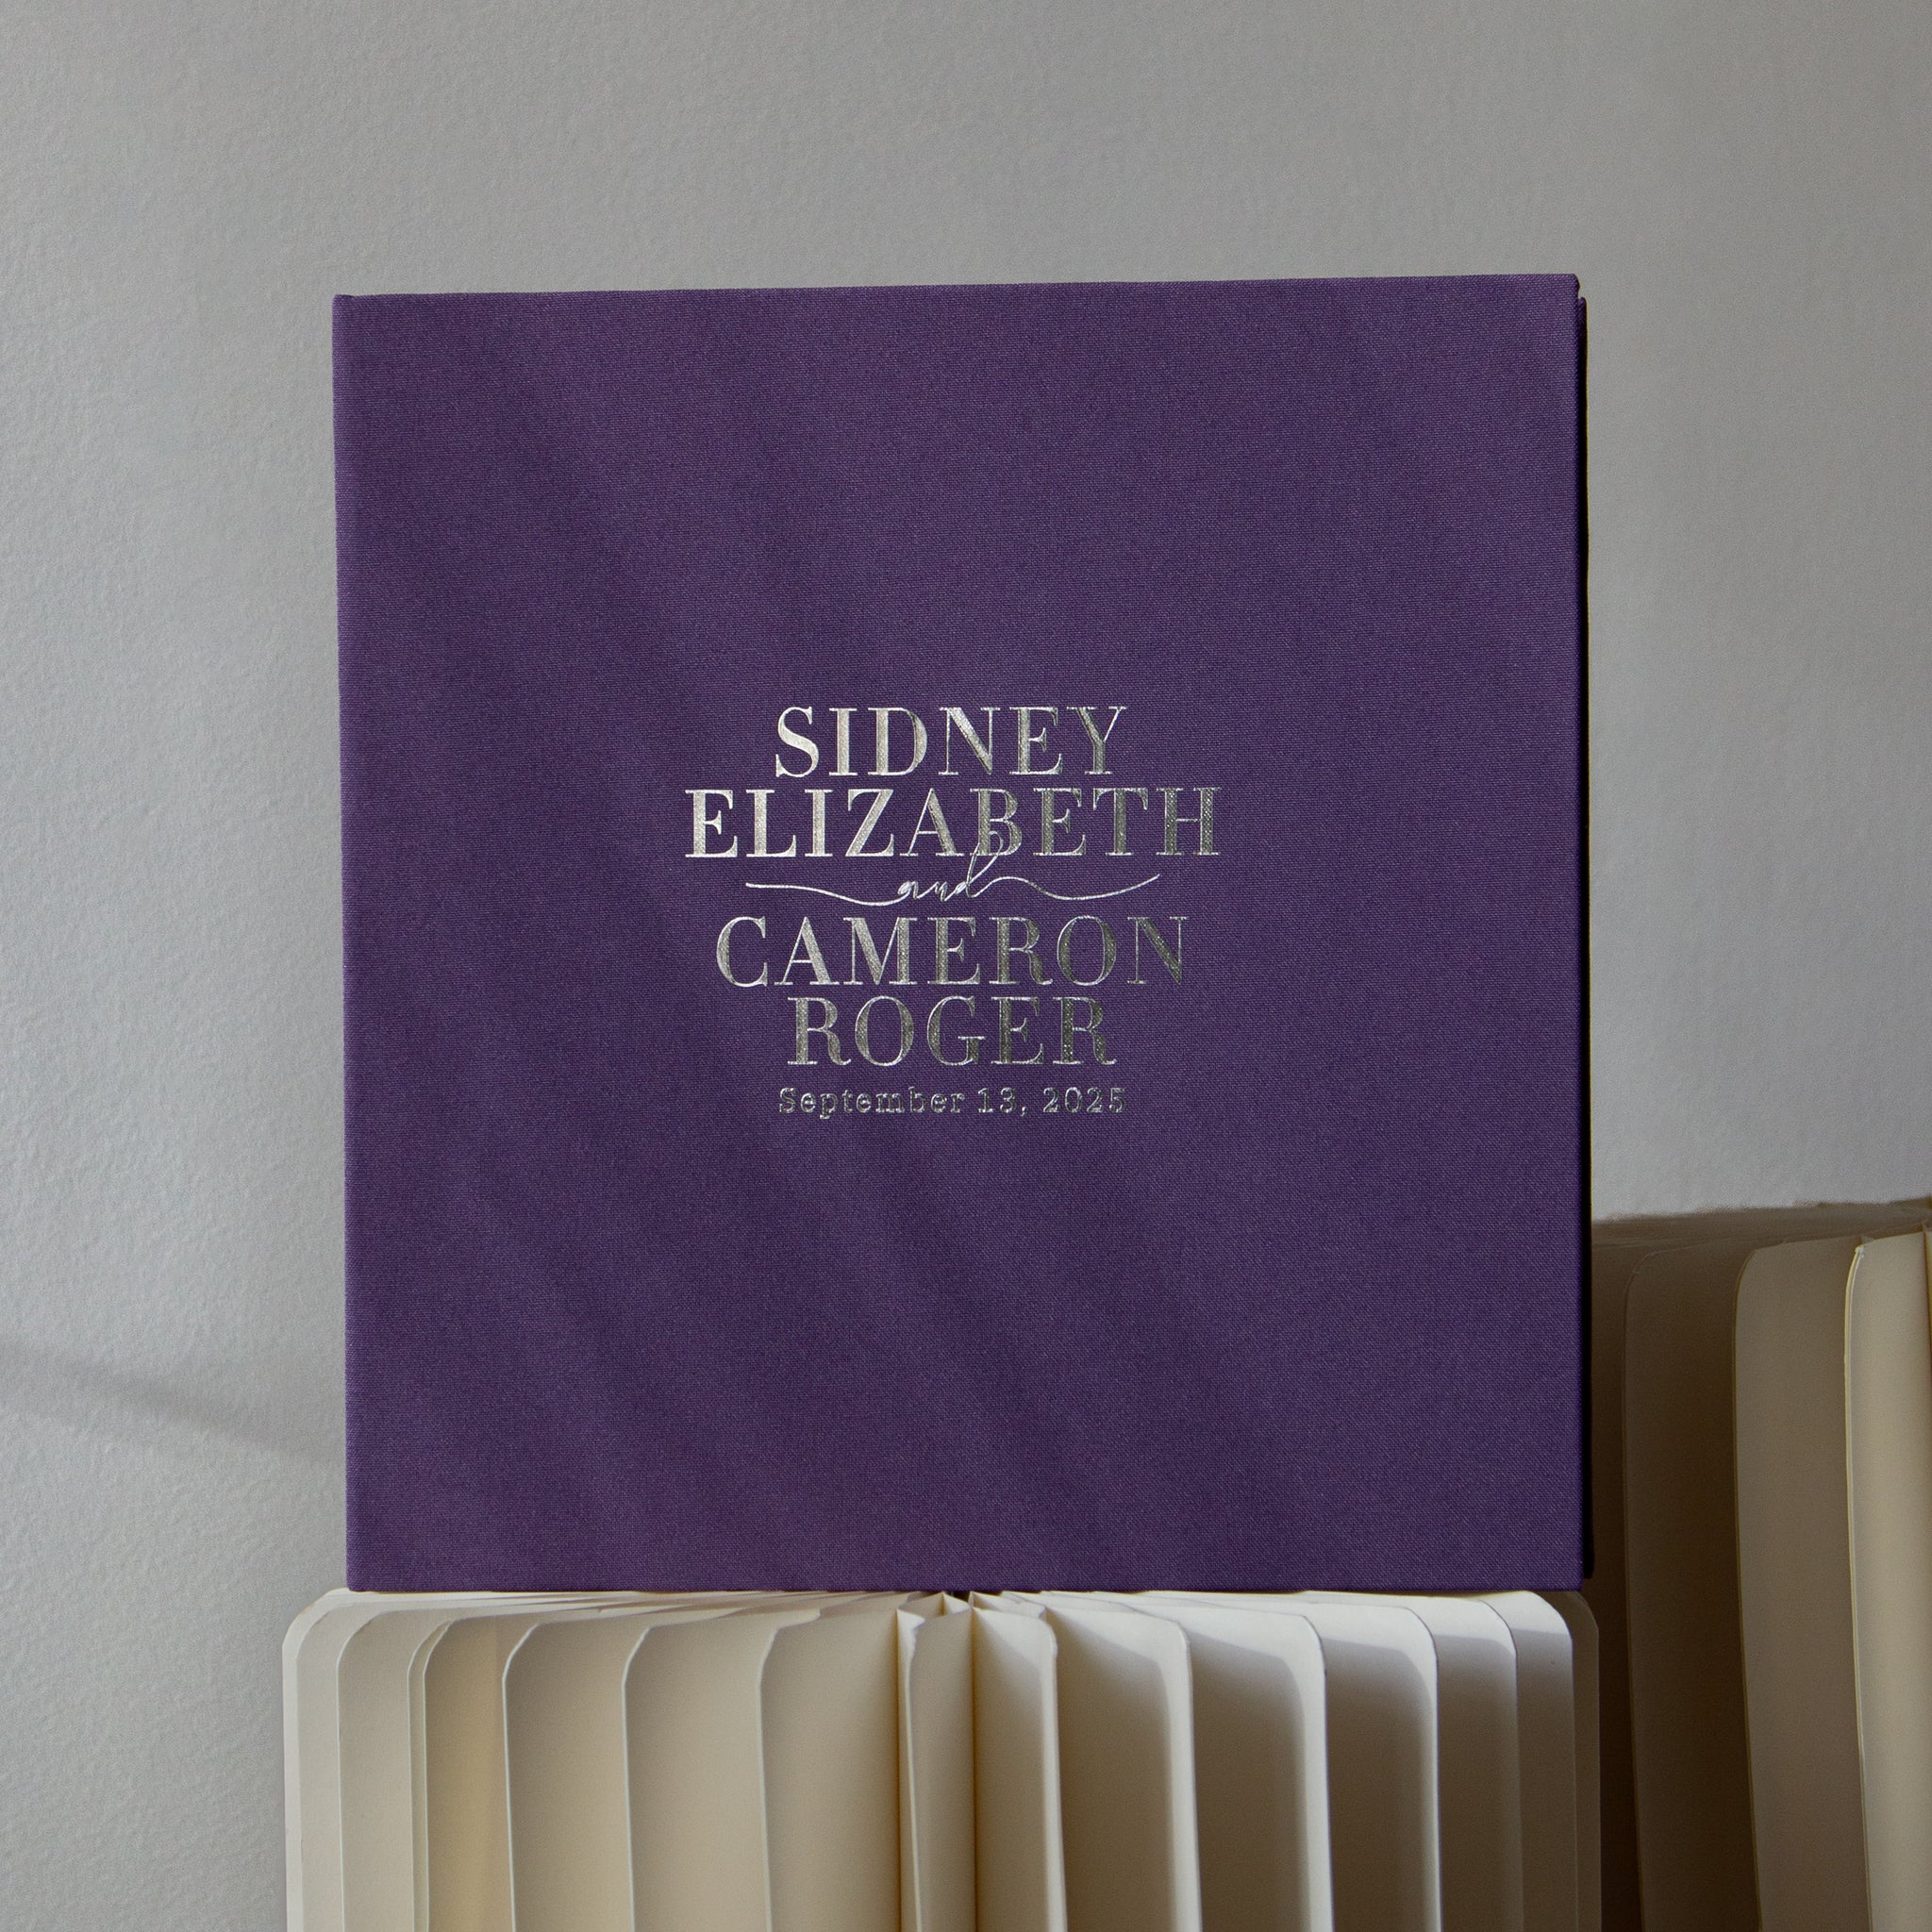 SIDNEY
ELIZABETH
and
CAMERON
ROGER
September 13, 2025